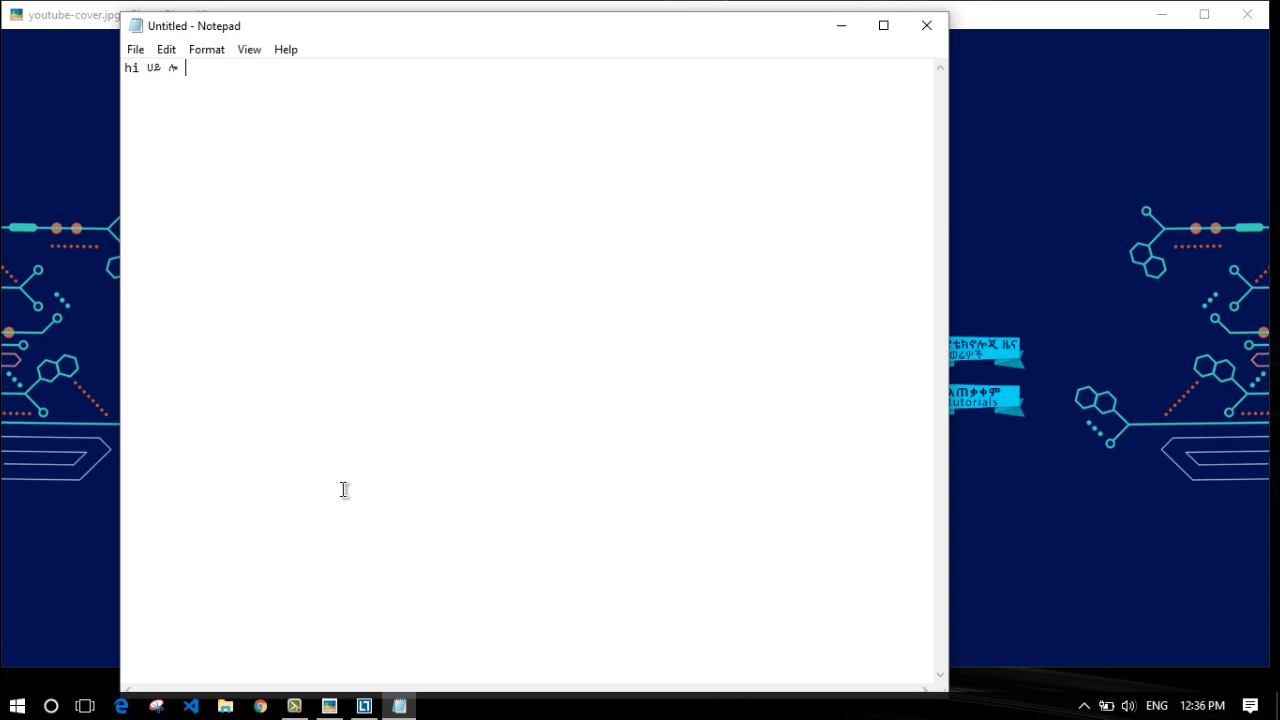 youtube-cover.jpg
Untitled - Notepad
File Edit Format View Help
hi ሀይ ሎ
ቴክኖሎጂ ዜና
ወሬዎች
አጠቃቀም
tutorials
ENG 12:36 PM